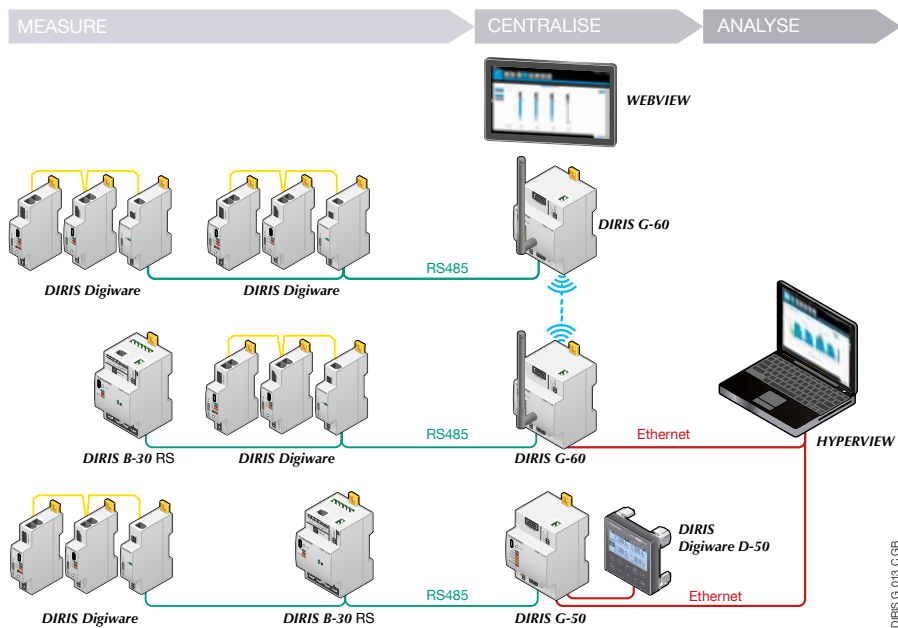 MEASURE
CENTRALISE
ANALYSE
WEBVIEW
DIRIS G-60
RS485
DIRIS Digiware
DIRIS Digiware
RS485
Ethernet
HYPERVIEW
DIRIS B-30 RS
DIRIS Digiware
DIRIS G-60
DIRIS
Digiware D-50
RS485
Ethernet
DIRIS Digiware
DIRIS B-30 RS
DIRIS G-50
DIRIS G_013_C.GB